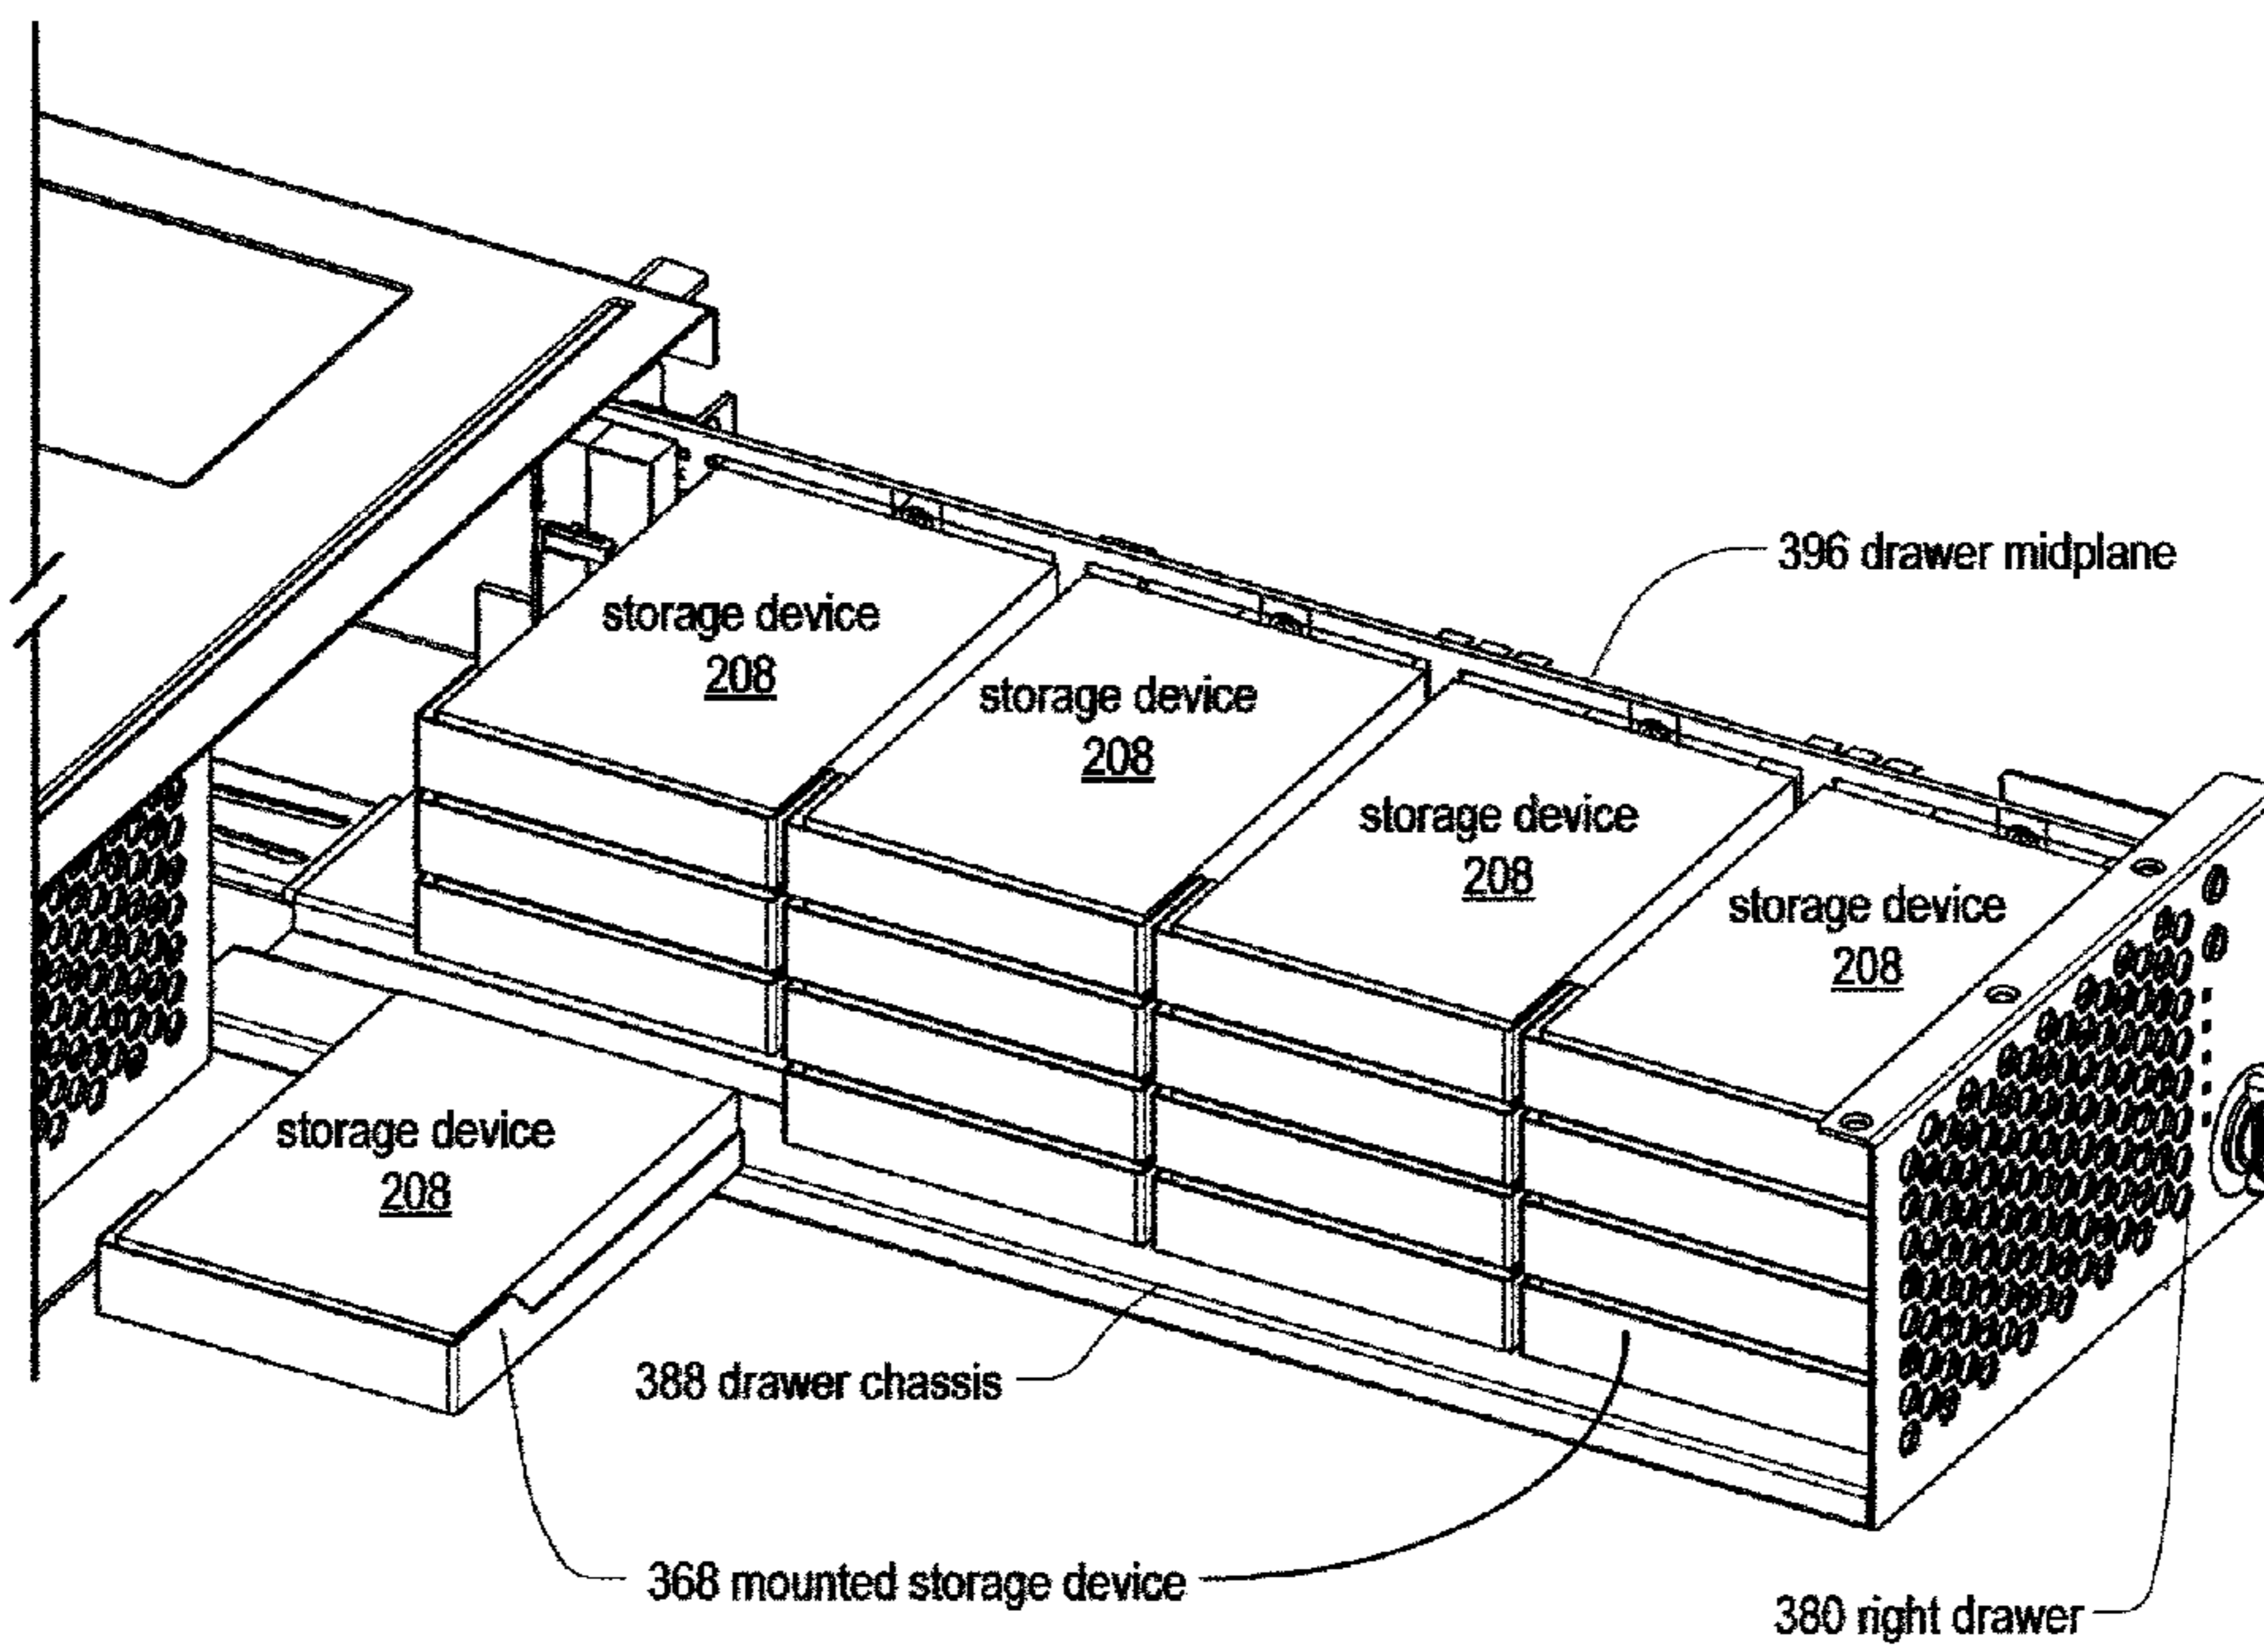 396 drawer midplane
storage device
208
storage device
208
storage device
208
storage device
208
storage device
208
388 drawer chassis
368 mounted storage device
380 right drawer